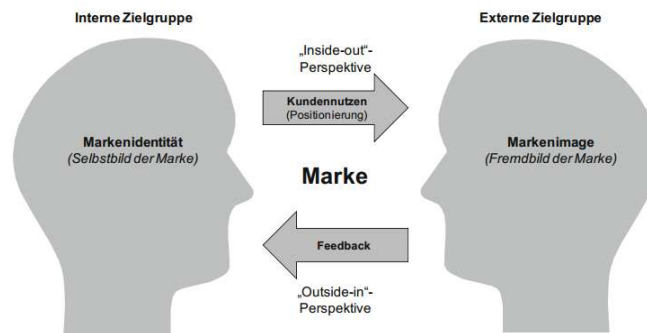 Interne Zielgruppe
Externe Zielgruppe
„Inside-out“-
Perspektive
Kundennutzen
(Positionierung)
Markenidentität
(Selbstbild der Marke)
Markenimage
(Fremdbild der Marke)
Marke
Feedback
„Outside-in“-
Perspektive